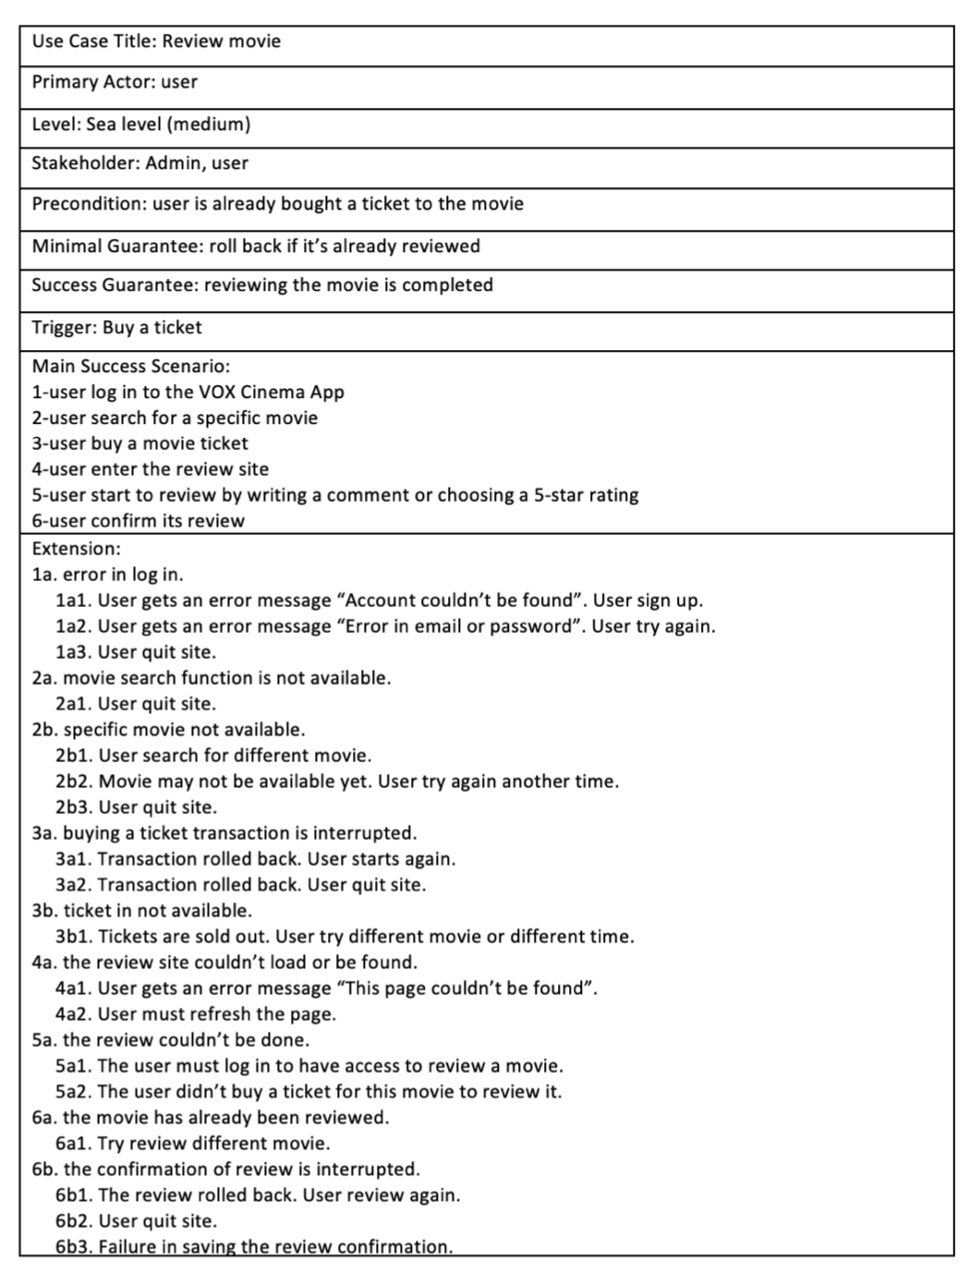 Use Case Title: Review movie
Primary Actor: user
Level: Sea level (medium)
Stakeholder: Admin, user
Precondition: user is already bought a ticket to the movie
Minimal Guarantee: roll back if it’s already reviewed
Success Guarantee: reviewing the movie is completed
Trigger: Buy a ticket
Main Success Scenario:
1-user log in to the VOX Cinema App
2-user search for a specific movie
3-user buy a movie ticket
4-user enter the review site
5-user start to review by writing a comment or choosing a 5-star rating
6-user confirm its review
Extension:
1a. error in log in.
1a1. User gets an error message “Account couldn’t be found”. User sign up.
1a2. User gets an error message “Error in email or password”. User try again.
1a3. User quit site.
2a. movie search function is not available.
2a1. User quit site.
2b. specific movie not available.
2b1. User search for different movie.
2b2. Movie may not be available yet. User try again another time.
2b3. User quit site.
3a. buying a ticket transaction is interrupted.
3a1. Transaction rolled back. User starts again.
3a2. Transaction rolled back. User quit site.
3b. ticket in not available.
3b1. Tickets are sold out. User try different movie or different time.
4a. the review site couldn’t load or be found.
4a1. User gets an error message “This page couldn’t be found”.
4a2. User must refresh the page.
5a. the review couldn’t be done.
5a1. The user must log in to have access to review a movie.
5a2. The user didn’t buy a ticket for this movie to review it.
6a. the movie has already been reviewed.
6a1. Try review different movie.
6b. the confirmation of review is interrupted.
6b1. The review rolled back. User review again.
6b2. User quit site.
6b3. Failure in saving the review confirmation.